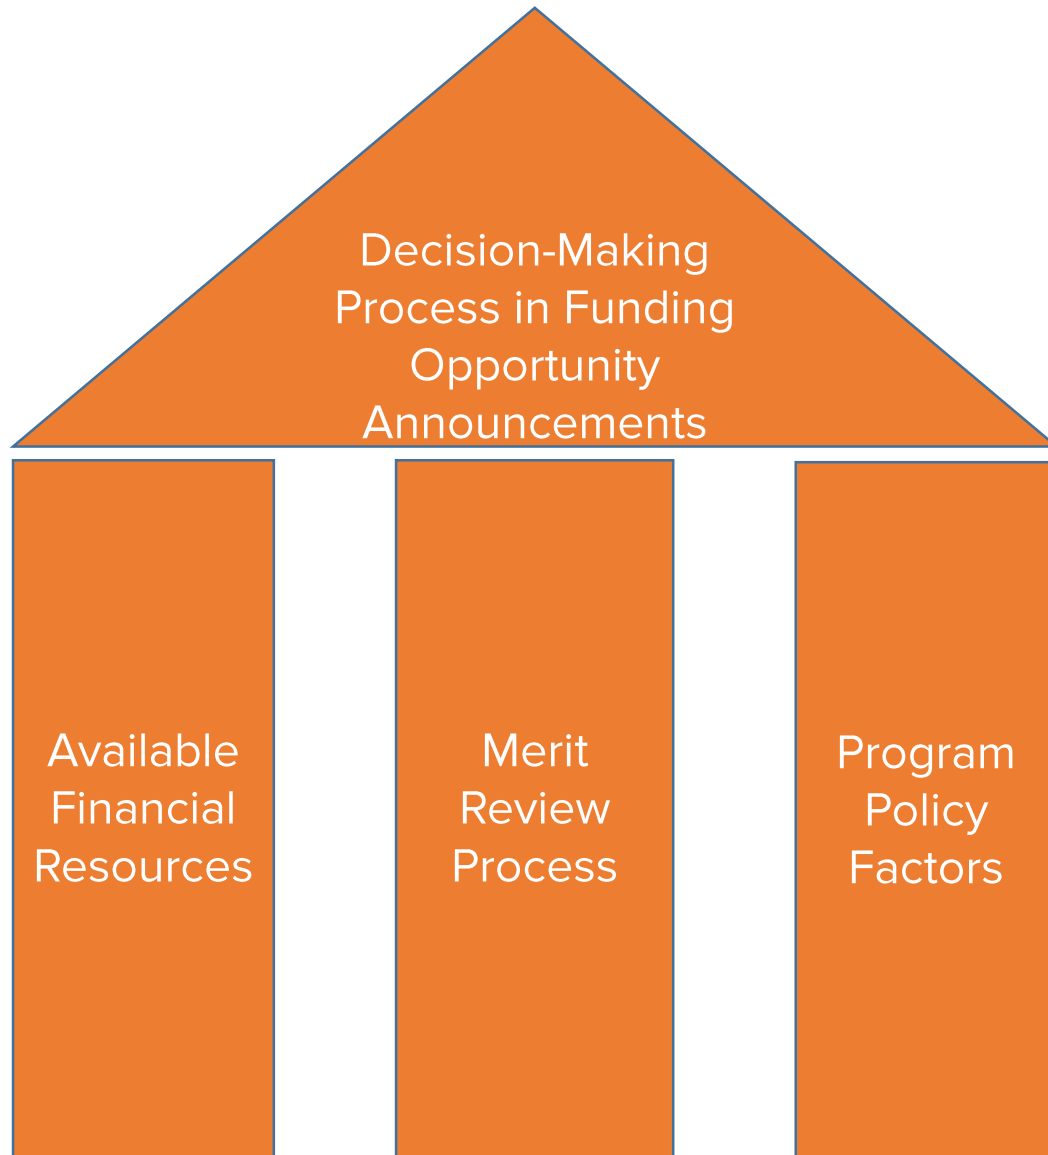 Decision-Making
Process in Funding
Opportunity
Announcements
Available
Financial
Resources
Merit
Review
Process
Program
Policy
Factors